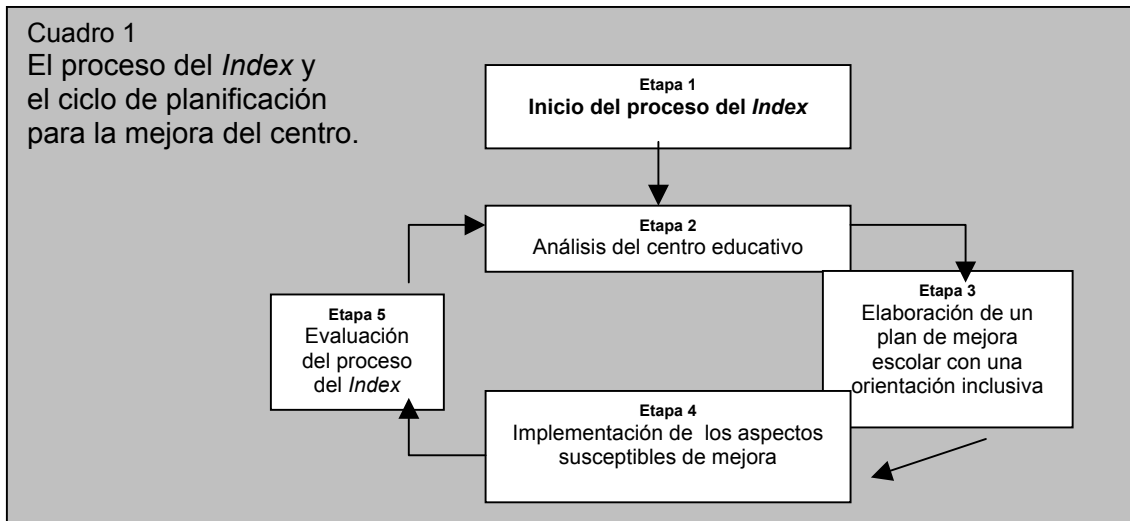 Cuadro 1
El proceso del Index y
el ciclo de planificación
para la mejora del centro.
Etapa 1
Inicio del proceso del Index
Etapa 2
Análisis del centro educativo
Etapa 3
Elaboración de un
plan de mejora
escolar con una
orientación inclusiva
Etapa 4
Implementación de los aspectos
susceptibles de mejora
Etapa 5
Evaluación
del proceso
del Index